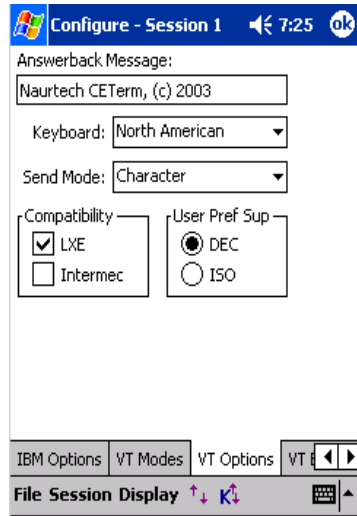 Configure - Session 1 7:25 ok
Answerback Message:
Naurtech CETerm, (c) 2003
Keyboard: North American
Send Mode: Character
Compatibility User Pref Sup
LXE DEC
Intermec ISO
IBM Options VT Modes VT Options VT
File Session Display K